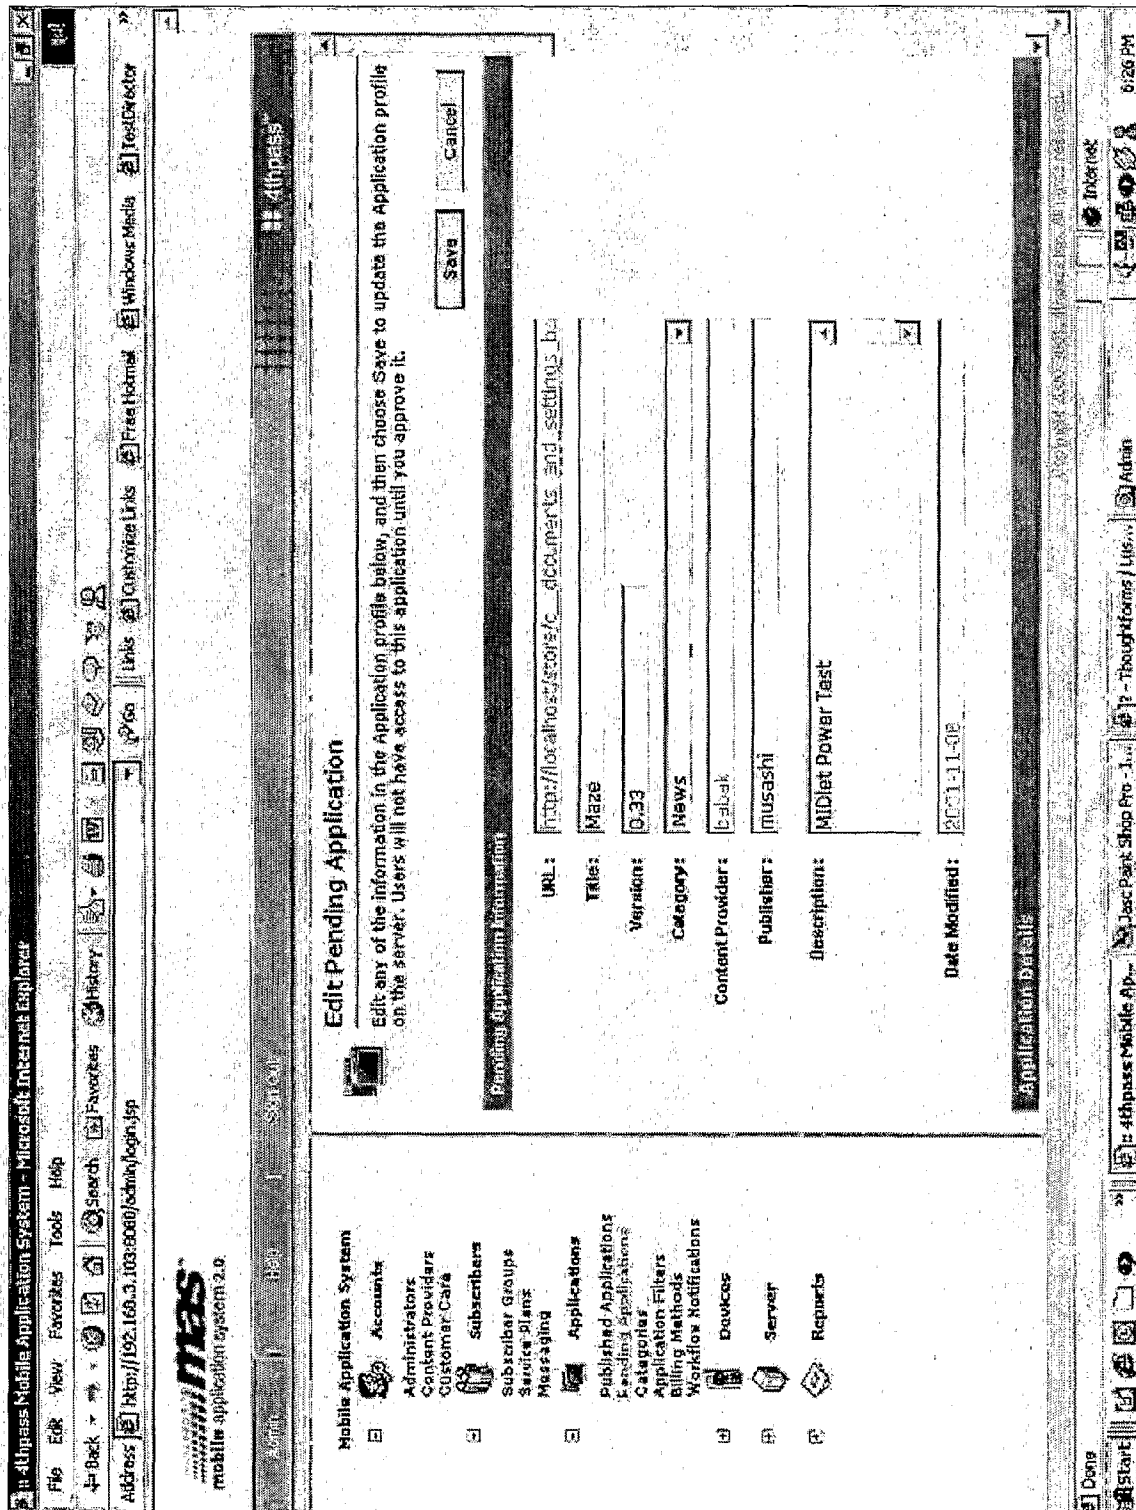 :: 4thpass Mobile Application System - Microsoft Internet Explorer
File Edit View Favorites Tools Help
Back Search Favorites History
Address http://192.168.3.103:8080/admin/login.jsp Go Links Customize Links Free Hotmail Windows Media TestDirector
mas
mobile application system 2.0
Help | Sign out 4thpass
Mobile Application System
Accounts
Administrators
Content Providers
Customer Care
Subscribers
Subscriber Groups
Service Plans
Messaging
Applications
Published Applications
Pending Applications
Categories
Application Filters
Billing Methods
Workflow Notifications
Devices
Server
Reports
Edit Pending Application
Edit any of the information in the Application profile below, and then choose Save to update the Application profile
on the server. Users will not have access to this application until you approve it.
Save Cancel
Pending Application Information
URL: http://localhost/store/c__documents_and_settings_ba
Title: Maze
Version: 0.33
Category: News
Content Provider: babak
Publisher: musashi
Description: MIDlet Power Test
Date Modified: 2001-11-08
Application Details
Done Internet
Start :: 4thpass Mobile Ap... Jasc Paint Shop Pro - 1... ? - Thoughtforms / Lus... Admin 6:26 PM